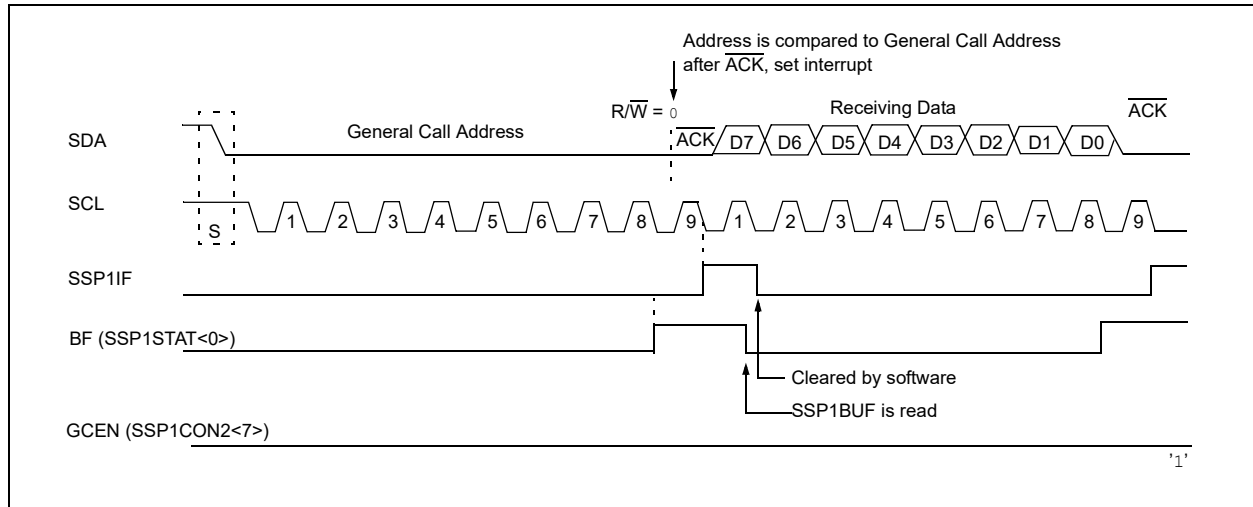 Address is compared to General Call Address
after ACK, set interrupt
R/W = 0
Receiving Data
ACK
SDA
General Call Address
ACK
D7 D6 D5 D4 D3 D2 D1 D0
SCL
S
1 2 3 4 5 6 7 8 9 1 2 3 4 5 6 7 8 9
SSP1IF
BF (SSP1STAT<0>)
Cleared by software
SSP1BUF is read
GCEN (SSP1CON2<7>)
'1'